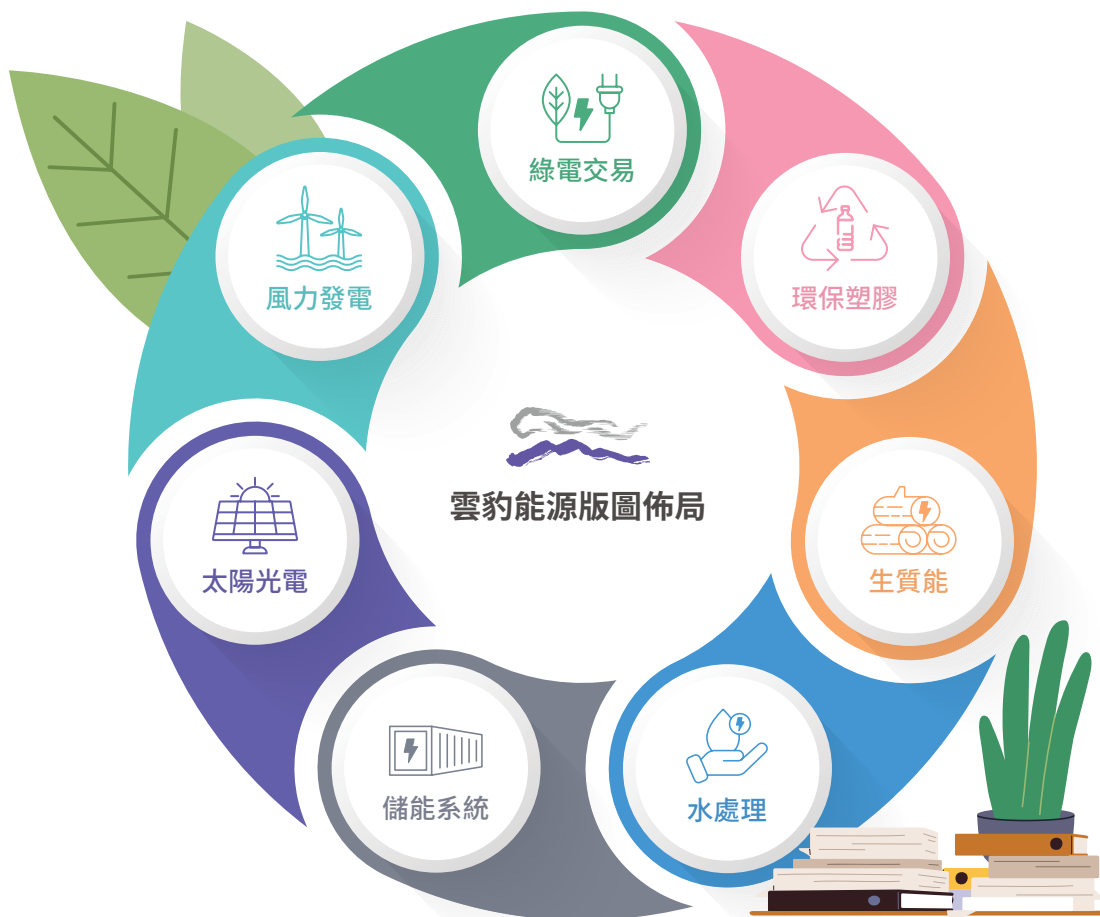 綠電交易
環保塑膠
風力發電
雲豹能源版圖佈局
太陽光電
生質能
儲能系統
水處理